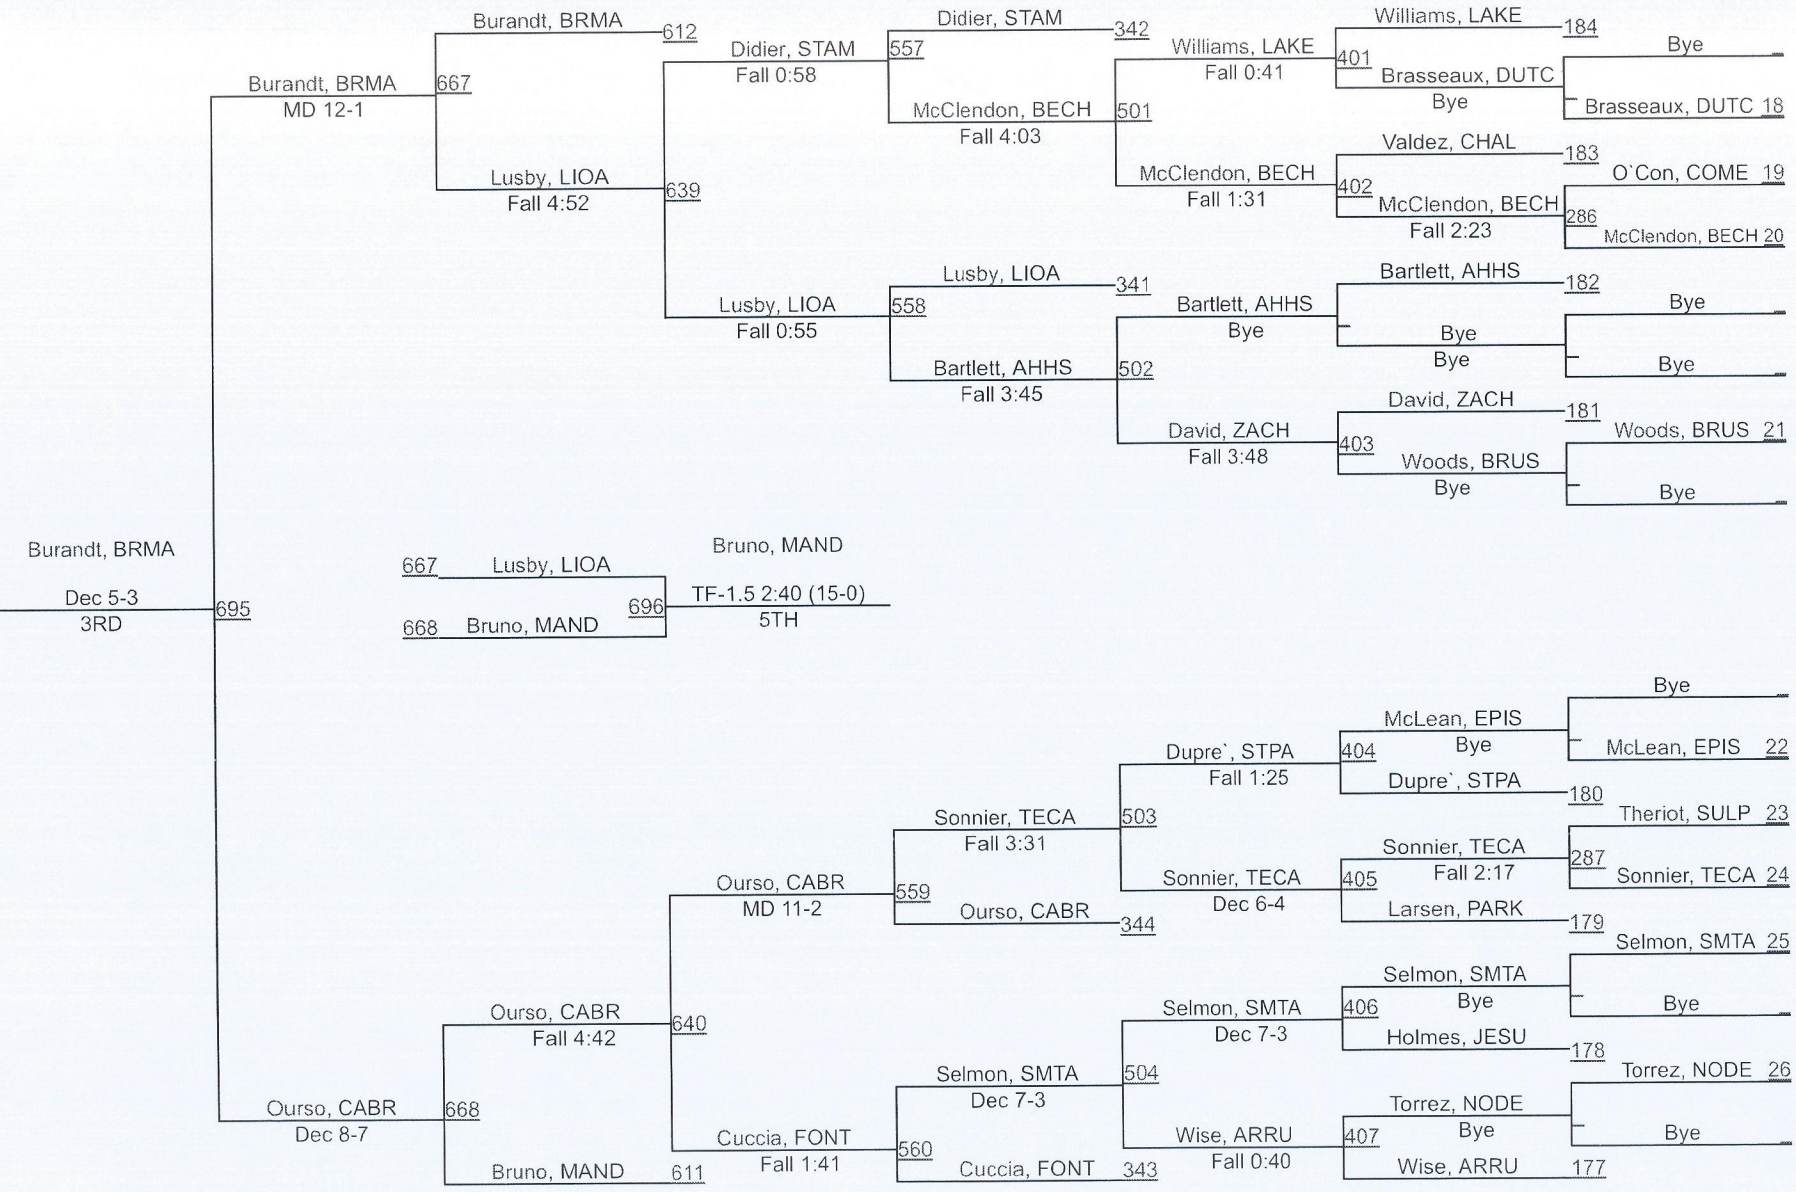 Burandt, BRMA
612
Didier, STAM
342
Williams, LAKE
184
Bye
Didier, STAM
Fall 0:58
557
Williams, LAKE
Fall 0:41
401
Brasseaux, DUTC
Bye
Brasseaux, DUTC 18
Burandt, BRMA
MD 12-1
667
McClendon, BECH
Fall 4:03
501
Valdez, CHAL
183
O`Con, COME 19
Lusby, LIOA
Fall 4:52
639
McClendon, BECH
Fall 1:31
402
McClendon, BECH
Fall 2:23
286
McClendon, BECH 20
Lusby, LIOA
341
Bartlett, AHHS
182
Bye
Lusby, LIOA
Fall 0:55
558
Bartlett, AHHS
Bye
Bye
Bye
Bye
Bartlett, AHHS
Fall 3:45
502
David, ZACH
181
Woods, BRUS 21
David, ZACH
Fall 3:48
403
Woods, BRUS
Bye
Bye
Burandt, BRMA
Dec 5-3
3RD
695
667
Lusby, LIOA
668
Bruno, MAND
696
Bruno, MAND
TF-1.5 2:40 (15-0)
5TH
Bye
McLean, EPIS
Bye
McLean, EPIS 22
Dupre`, STPA
Fall 1:25
404
Dupre`, STPA
180
Theriot, SULP 23
Sonnier, TECA
Fall 3:31
503
Sonnier, TECA
Fall 2:17
287
Sonnier, TECA 24
Ourso, CABR
MD 11-2
559
Sonnier, TECA
Dec 6-4
405
Larsen, PARK
179
Ourso, CABR
344
Selmon, SMTA 25
Selmon, SMTA
Bye
Bye
Ourso, CABR
Fall 4:42
640
Selmon, SMTA
Dec 7-3
406
Holmes, JESU
178
Selmon, SMTA
Dec 7-3
504
Torrez, NODE 26
Ourso, CABR
Dec 8-7
668
Torrez, NODE
Bye
Bye
Cuccia, FONT
Fall 1:41
560
Wise, ARRU
Fall 0:40
407
Bruno, MAND
611
Cuccia, FONT
343
Wise, ARRU
177